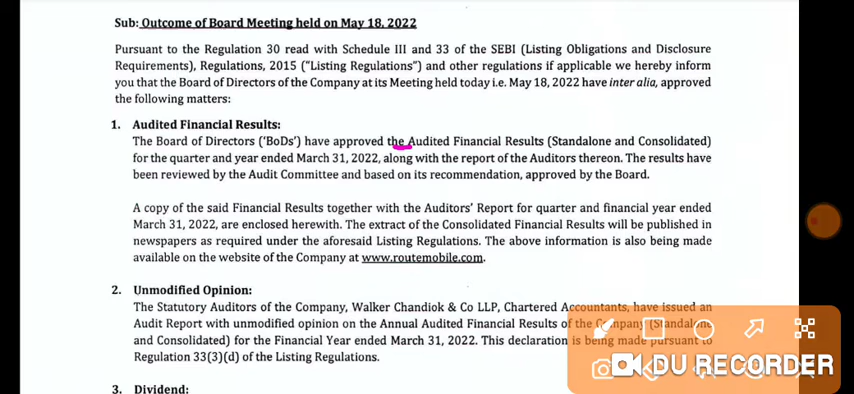 Sub: Outcome of Board Meeting held on May 18, 2022
Pursuant to the Regulation 30 read with Schedule III and 33 of the SEBI (Listing Obligations and Disclosure
Requirements), Regulations, 2015 ("Listing Regulations") and other regulations if applicable we hereby inform
you that the Board of Directors of the Company at its Meeting held today i.e. May 18, 2022 have inter alia, approved
the following matters:
1. Audited Financial Results:
The Board of Directors ('BoDs') have approved the Audited Financial Results (Standalone and Consolidated)
for the quarter and year ended March 31, 2022, along with the report of the Auditors thereon. The results have
been reviewed by the Audit Committee and based on its recommendation, approved by the Board.
A copy of the said Financial Results together with the Auditors' Report for quarter and financial year ended
March 31, 2022, are enclosed herewith. The extract of the Consolidated Financial Results will be published in
newspapers as required under the aforesaid Listing Regulations. The above information is also being made
available on the website of the Company at www.routemobile.com.
2. Unmodified Opinion:
The Statutory Auditors of the Company, Walker Chandiok & Co LLP, Chartered Accountants, have issued an
Audit Report with unmodified opinion on the Annual Audited Financial Results of the Company (Standalone
and Consolidated) for the Financial Year ended March 31, 2022. This declaration is being made pursuant to
Regulation 33(3)(d) of the Listing Regulations.
DU RECORDER
3. Dividend: